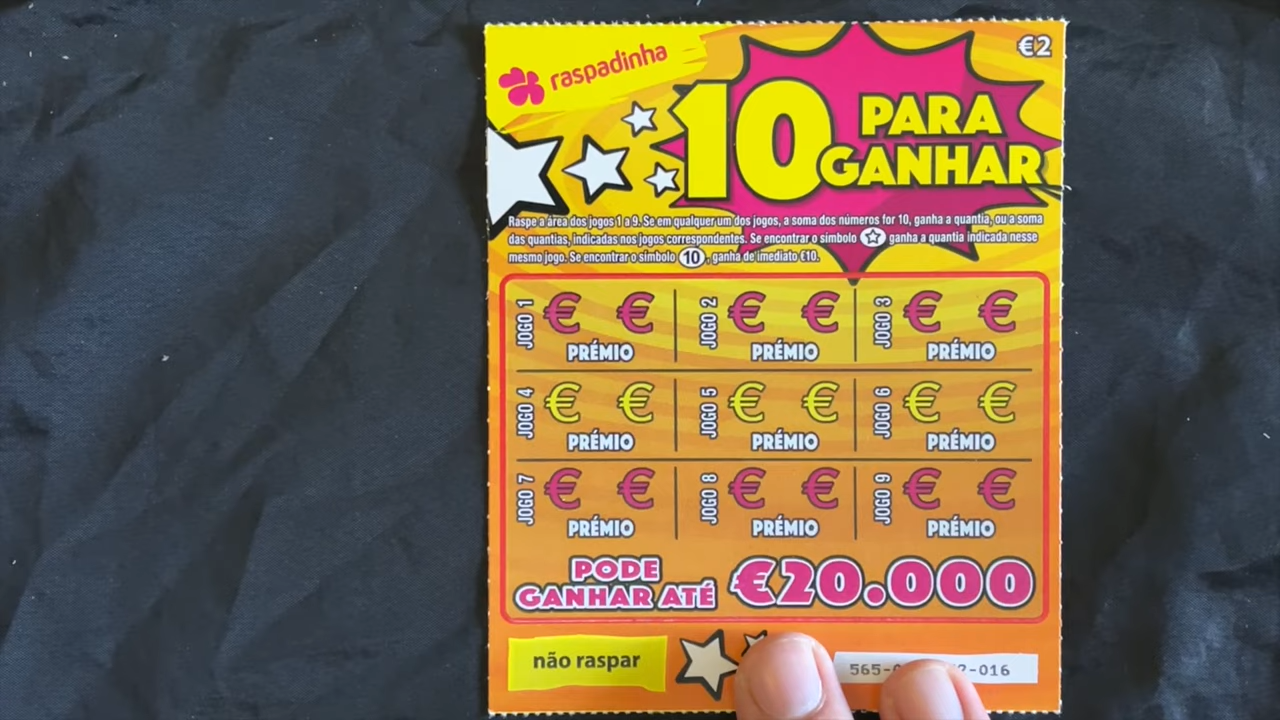 raspadinha
€2
10 PARA
GANHAR
Raspe a área dos jogos 1 a 9. Se em qualquer um dos jogos, a soma dos números for 10, ganha a quantia, ou a soma
das quantias, indicadas nos jogos correspondentes. Se encontrar o símbolo ganha a quantia indicada nesse
mesmo jogo. Se encontrar o símbolo 10, ganha de imediato €10.
JOGO 1 € € JOGO 2 € € JOGO 3 € €
PRÉMIO PRÉMIO PRÉMIO
JOGO 4 € € JOGO 5 € € JOGO 6 € €
PRÉMIO PRÉMIO PRÉMIO
JOGO 7 € € JOGO 8 € € JOGO 9 € €
PRÉMIO PRÉMIO PRÉMIO
PODE
GANHAR ATÉ €20.000
não raspar